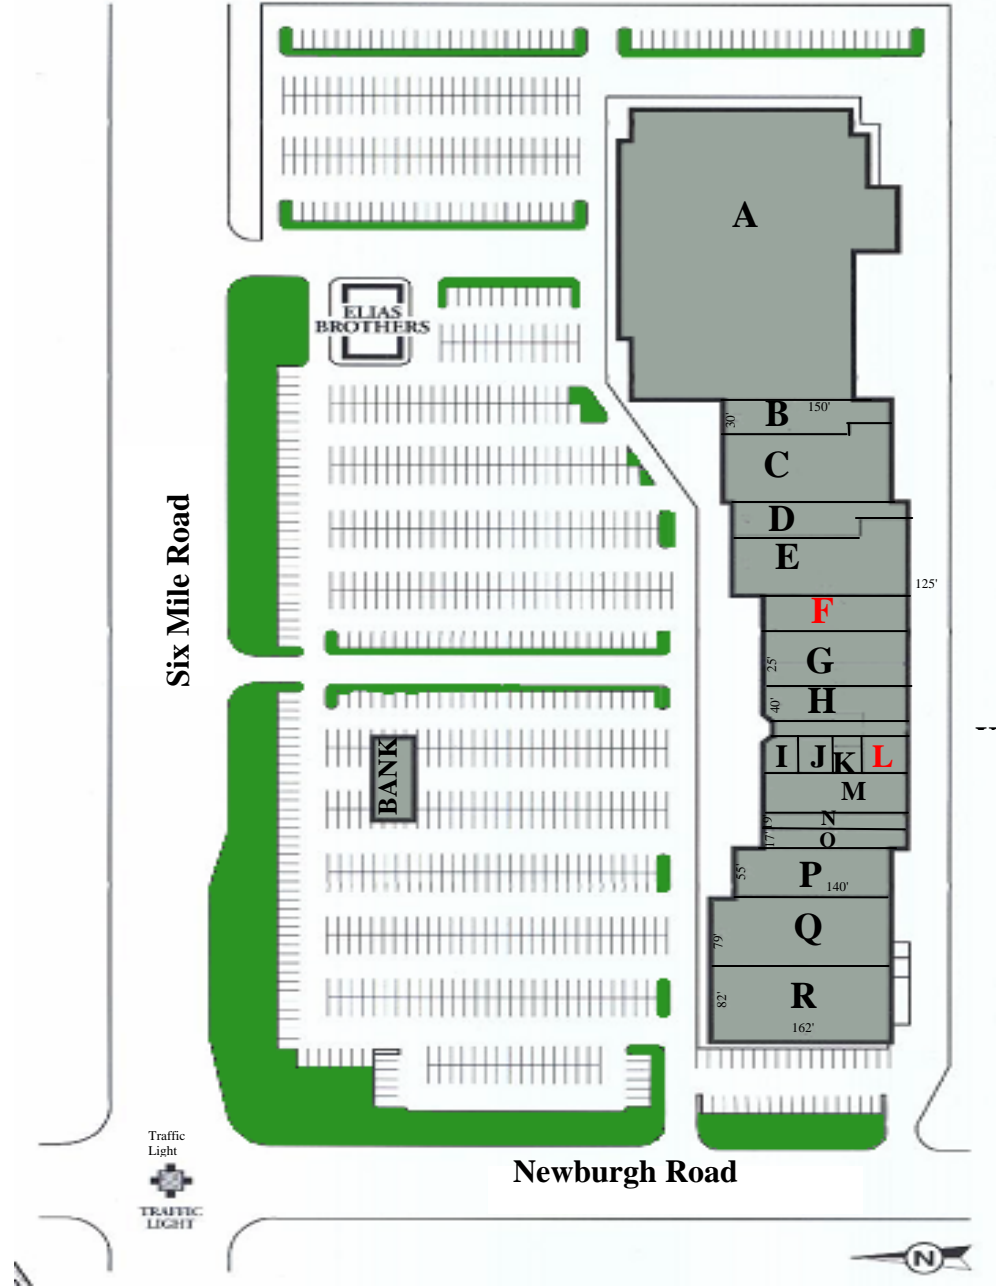 A
ELIAS
BROTHERS
B
150'
30'
C
D
E
125'
F
G
25'
H
40'
I
J
K
L
M
N
19'
O
17'
P
140'
55'
Q
79'
R
82'
162'
BANK
Six Mile Road
Traffic
Light
TRAFFIC
LIGHT
Newburgh Road
N